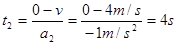 t₂ = (0 − v)/a₂ = (0 − 4m/s)/(−1m/s²) = 4s